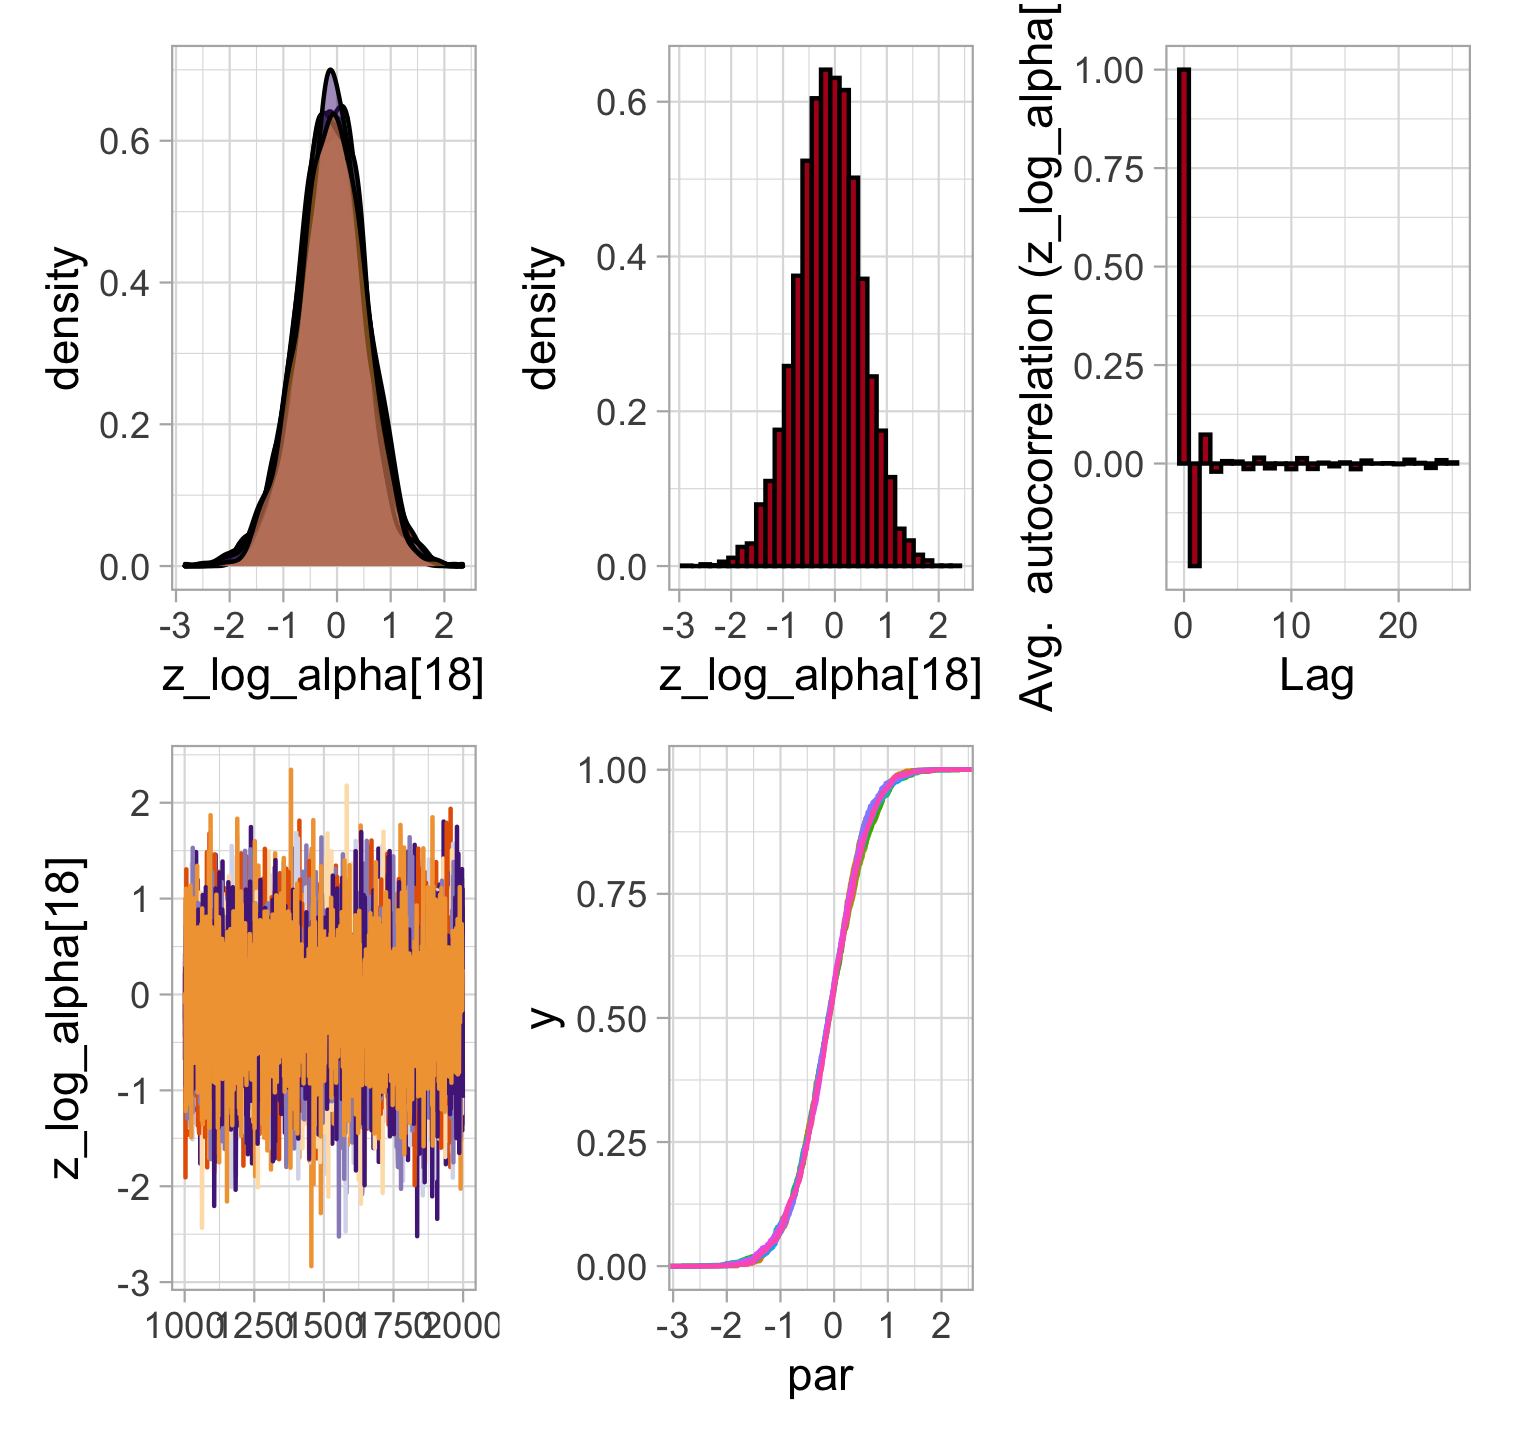 density
0.6
0.4
0.2
0.0
-3 -2 -1 0 1 2
z_log_alpha[18]
density
0.6
0.4
0.2
0.0
-3 -2 -1 0 1 2
z_log_alpha[18]
Avg. autocorrelation (z_log_alpha[
1.00
0.75
0.50
0.25
0.00
0 10 20
Lag
z_log_alpha[18]
2
1
0
-1
-2
-3
1000 1250 1500 1750 2000
y
1.00
0.75
0.50
0.25
0.00
-3 -2 -1 0 1 2
par